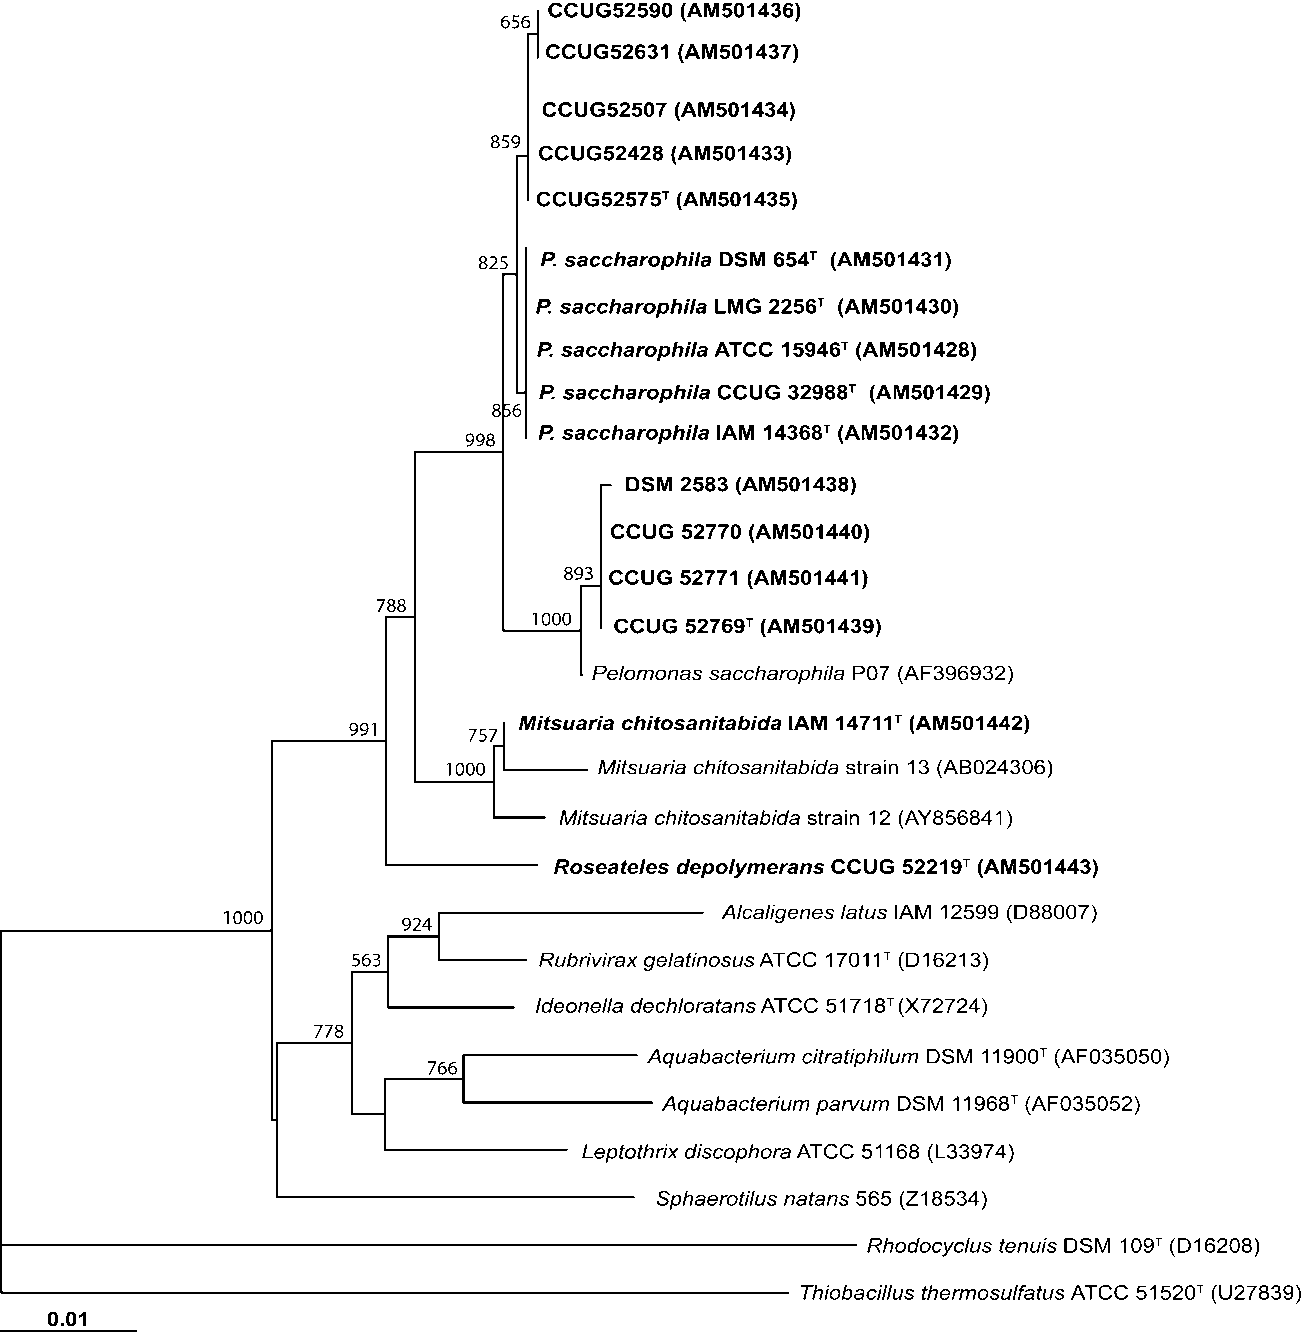 656
CCUG52590 (AM501436)
CCUG52631 (AM501437)
CCUG52507 (AM501434)
859
CCUG52428 (AM501433)
CCUG52575ᵀ (AM501435)
825
P. saccharophila DSM 654ᵀ (AM501431)
P. saccharophila LMG 2256ᵀ (AM501430)
P. saccharophila ATCC 15946ᵀ (AM501428)
P. saccharophila CCUG 32988ᵀ (AM501429)
856
P. saccharophila IAM 14368ᵀ (AM501432)
998
DSM 2583 (AM501438)
CCUG 52770 (AM501440)
893
CCUG 52771 (AM501441)
788
1000
CCUG 52769ᵀ (AM501439)
Pelomonas saccharophila P07 (AF396932)
991
757
Mitsuaria chitosanitabida IAM 14711ᵀ (AM501442)
1000
Mitsuaria chitosanitabida strain 13 (AB024306)
Mitsuaria chitosanitabida strain 12 (AY856841)
Roseateles depolymerans CCUG 52219ᵀ (AM501443)
1000
924
Alcaligenes latus IAM 12599 (D88007)
563
Rubrivirax gelatinosus ATCC 17011ᵀ (D16213)
Ideonella dechloratans ATCC 51718ᵀ (X72724)
778
766
Aquabacterium citratiphilum DSM 11900ᵀ (AF035050)
Aquabacterium parvum DSM 11968ᵀ (AF035052)
Leptothrix discophora ATCC 51168 (L33974)
Sphaerotilus natans 565 (Z18534)
Rhodocyclus tenuis DSM 109ᵀ (D16208)
Thiobacillus thermosulfatus ATCC 51520ᵀ (U27839)
0.01